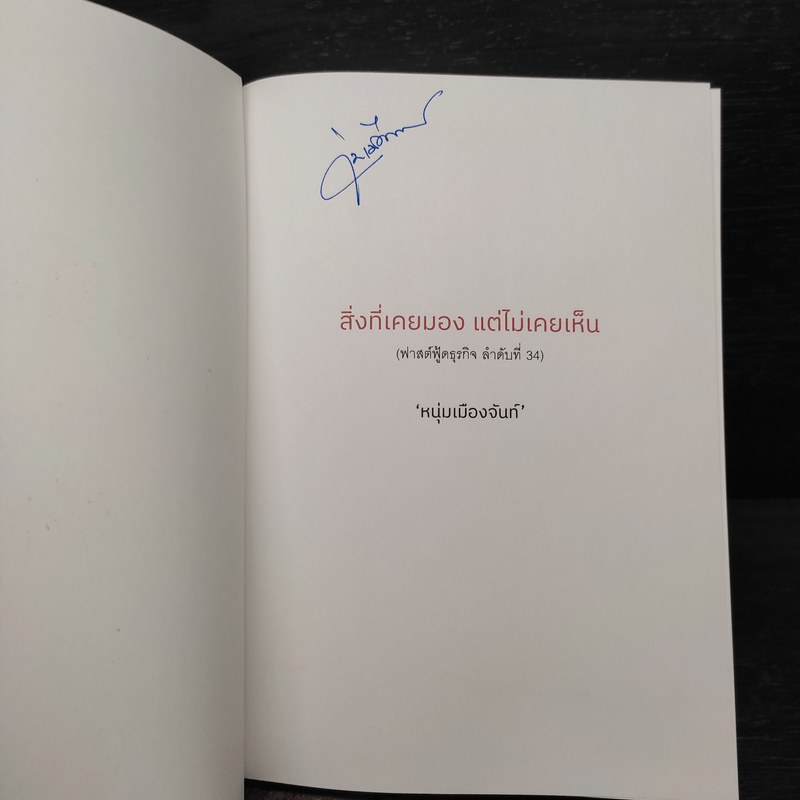 สิ่งที่เคยมอง แต่ไม่เคยเห็น
(ฟาสต์ฟู้ดธุรกิจ ลำดับที่ 34)
‘หนุ่มเมืองจันท์’